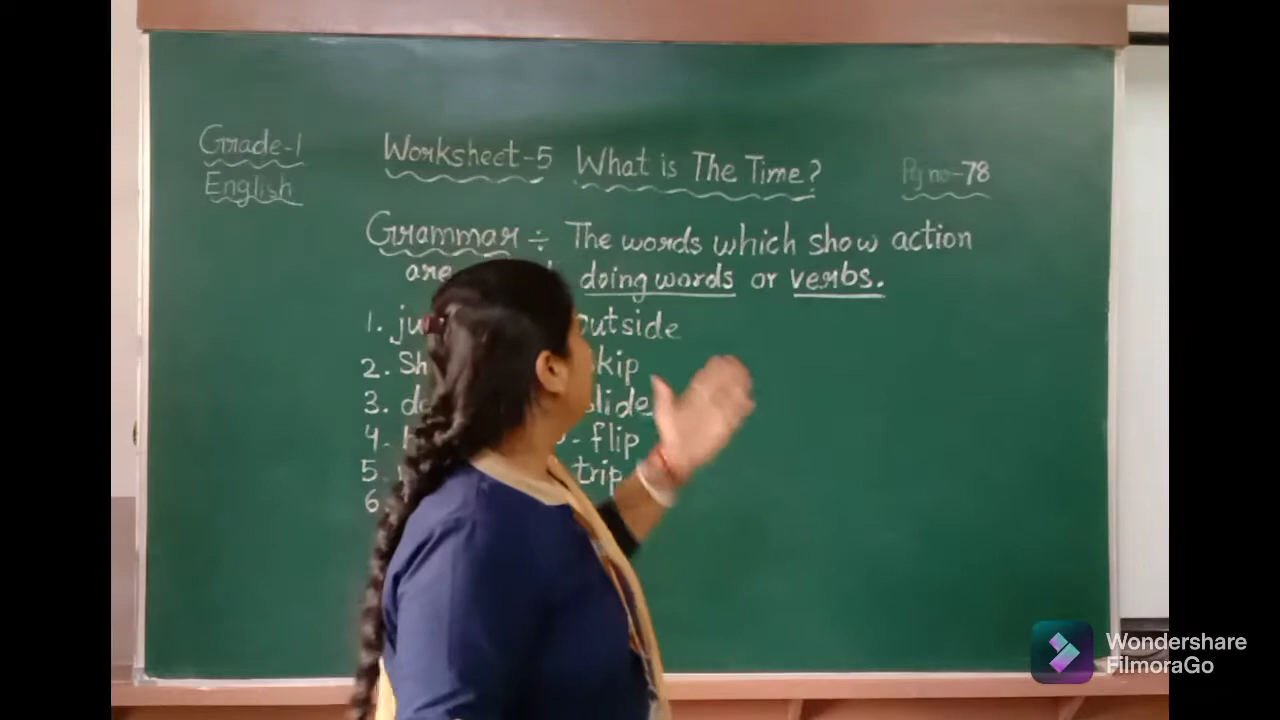 Grade-1
English
Worksheet-5 What is The Time?
Pg no-78
Grammar ÷ The words which show action
are doing words or verbs.
1. outside
2. skip
3. slide
4. - flip
5. trip
6
Wondershare
FilmoraGo